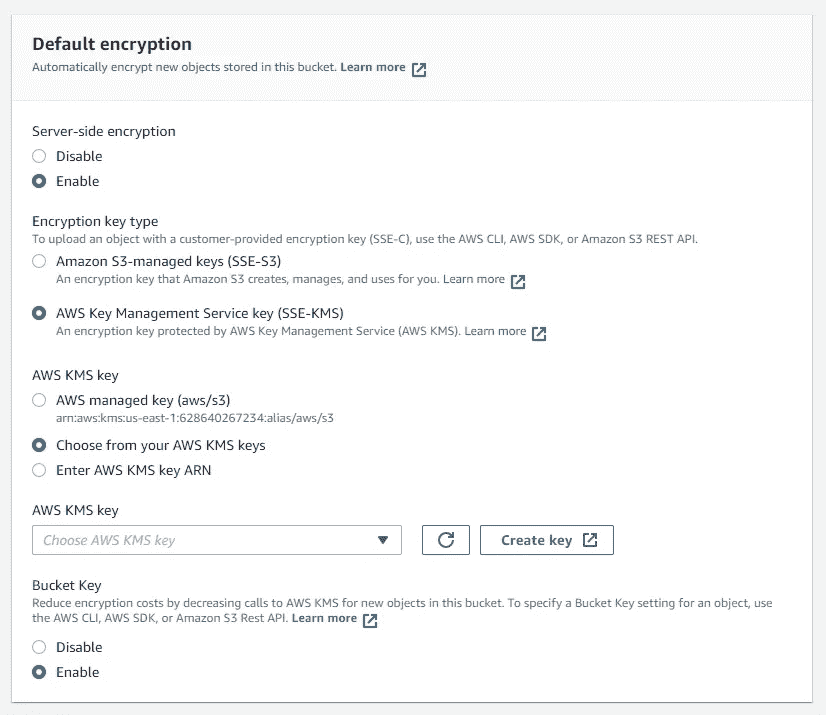 Default encryption
Automatically encrypt new objects stored in this bucket. Learn more
Server-side encryption
Disable
Enable
Encryption key type
To upload an object with a customer-provided encryption key (SSE-C), use the AWS CLI, AWS SDK, or Amazon S3 REST API.
Amazon S3-managed keys (SSE-S3)
An encryption key that Amazon S3 creates, manages, and uses for you. Learn more
AWS Key Management Service key (SSE-KMS)
An encryption key protected by AWS Key Management Service (AWS KMS). Learn more
AWS KMS key
AWS managed key (aws/s3)
arn:aws:kms:us-east-1:628640267234:alias/aws/s3
Choose from your AWS KMS keys
Enter AWS KMS key ARN
AWS KMS key
Choose AWS KMS key
Create key
Bucket Key
Reduce encryption costs by decreasing calls to AWS KMS for new objects in this bucket. To specify a Bucket Key setting for an object, use
the AWS CLI, AWS SDK, or Amazon S3 Rest API. Learn more
Disable
Enable